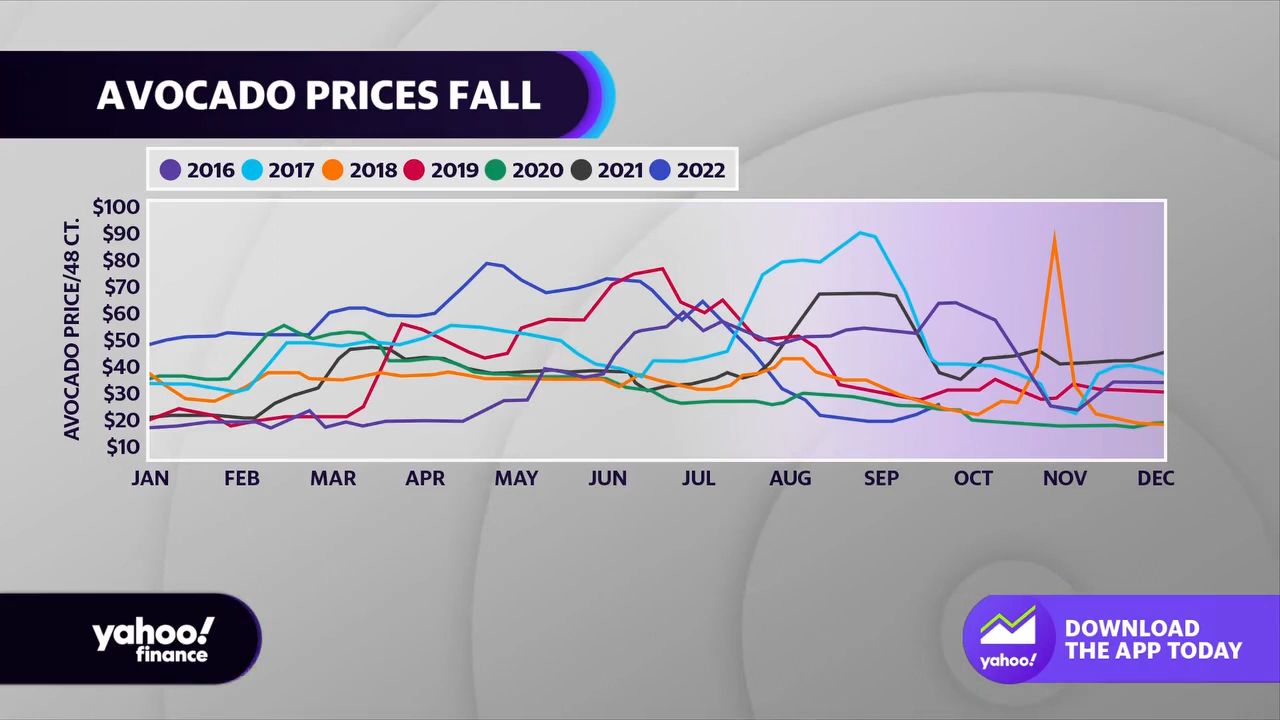 AVOCADO PRICES FALL
2016 2017 2018 2019 2020 2021 2022
AVOCADO PRICE/48 CT.
$100
$90
$80
$70
$60
$50
$40
$30
$20
$10
JAN FEB MAR APR MAY JUN JUL AUG SEP OCT NOV DEC
yahoo!
finance
yahoo!
DOWNLOAD
THE APP TODAY